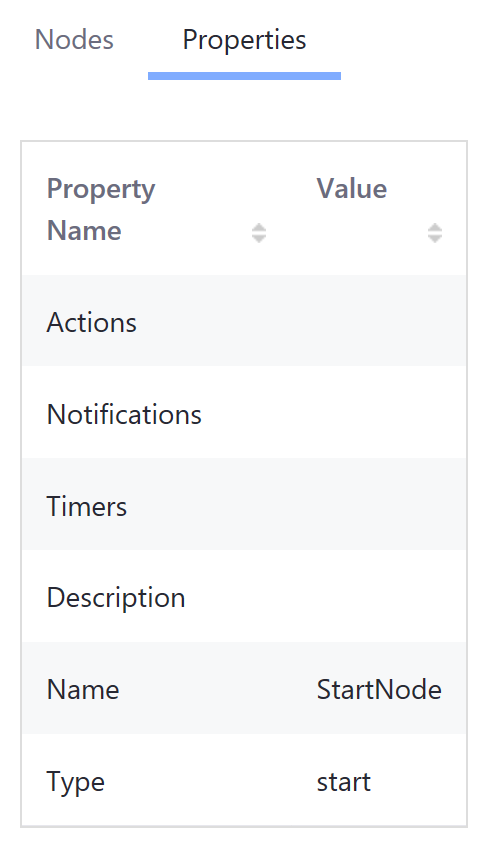 Nodes Properties
Property Name Value
Actions
Notifications
Timers
Description
Name StartNode
Type start